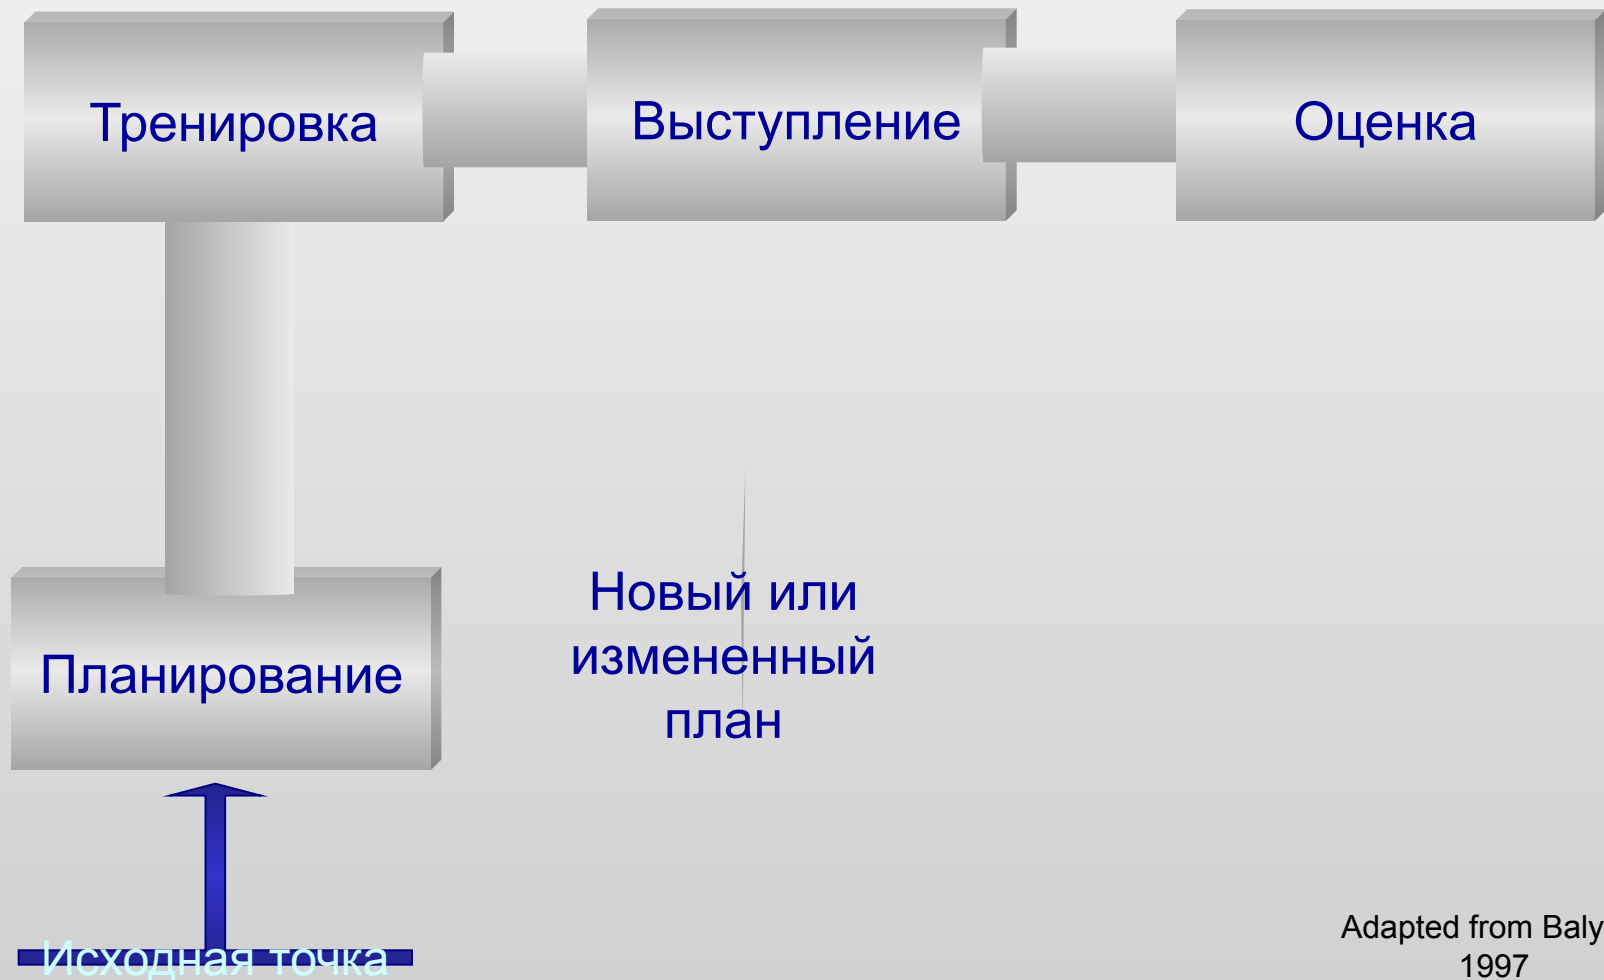 Тренировка
Выступление
Оценка
Новый или
измененный
план
Планирование
Исходная точка
Adapted from Baly
1997